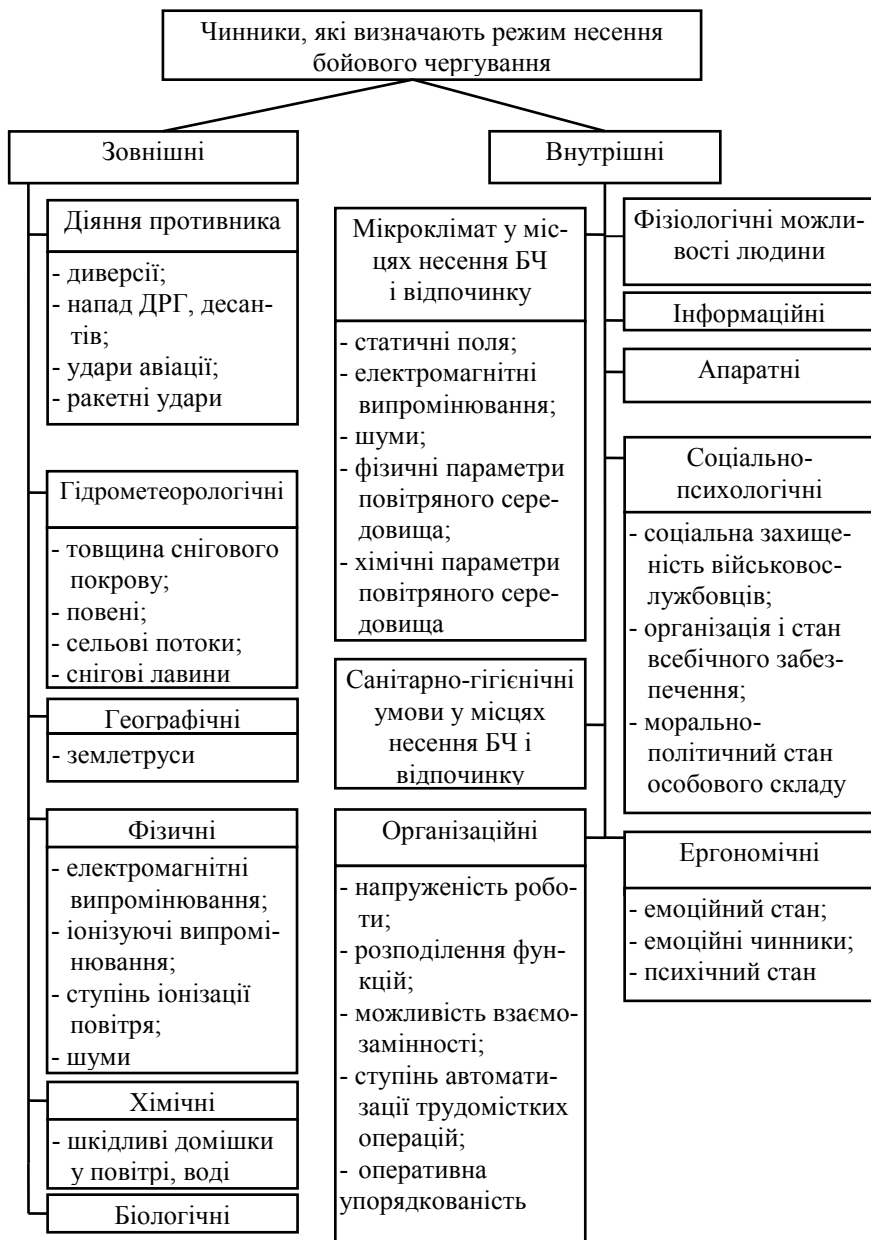 Чинники, які визначають режим несення
бойового чергування
Зовнішні
Діяння противника
- диверсії;
- напад ДРГ, десан-
тів;
- удари авіації;
- ракетні удари
Гідрометеорологічні
- товщина снігового
покрову;
- повені;
- сельові потоки;
- снігові лавини
Географічні
- землетруси
Фізичні
- електромагнітні
випромінювання;
- іонізуючі випромі-
нювання;
- ступінь іонізації
повітря;
- шуми
Хімічні
- шкідливі домішки
у повітрі, воді
Біологічні
Внутрішні
Мікроклімат у міс-
цях несення БЧ
і відпочинку
- статичні поля;
- електромагнітні
випромінювання;
- шуми;
- фізичні параметри
повітряного сере-
довища;
- хімічні параметри
повітряного сере-
довища
Санітарно-гігієнічні
умови у місцях
несення БЧ і
відпочинку
Організаційні
- напруженість робо-
ти;
- розподілення фун-
кцій;
- можливість взаємо-
замінності;
- ступінь автомати-
зації трудомістких
операцій;
- оперативна
упорядкованість
Фізіологічні можли-
вості людини
Інформаційні
Апаратні
Соціально-
психологічні
- соціальна захище-
ність військовос-
лужбовців;
- організація і стан
всебічного забез-
печення;
- морально-
політичний стан
особового складу
Ергономічні
- емоційний стан;
- емоційні чинники;
- психічний стан